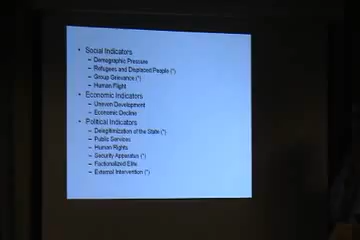 • Social Indicators
– Demographic Pressure
– Refugees and Displaced People (*)
– Group Grievance (*)
– Human Flight
• Economic Indicators
– Uneven Development
– Economic Decline
• Political Indicators
– Delegitimization of the State (*)
– Public Services
– Human Rights
– Security Apparatus (*)
– Factionalized Elite
– External Intervention (*)